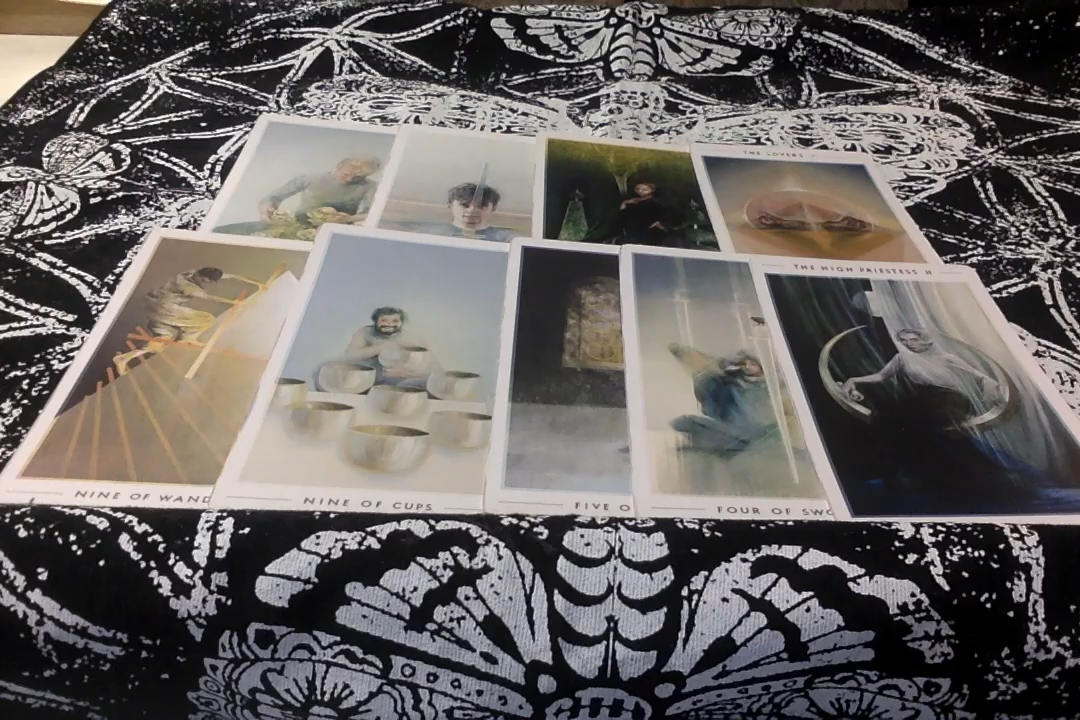 THE LOVERS
THE HIGH PRIESTESS II
NINE OF WAND
NINE OF CUPS
FIVE O
FOUR OF SWO